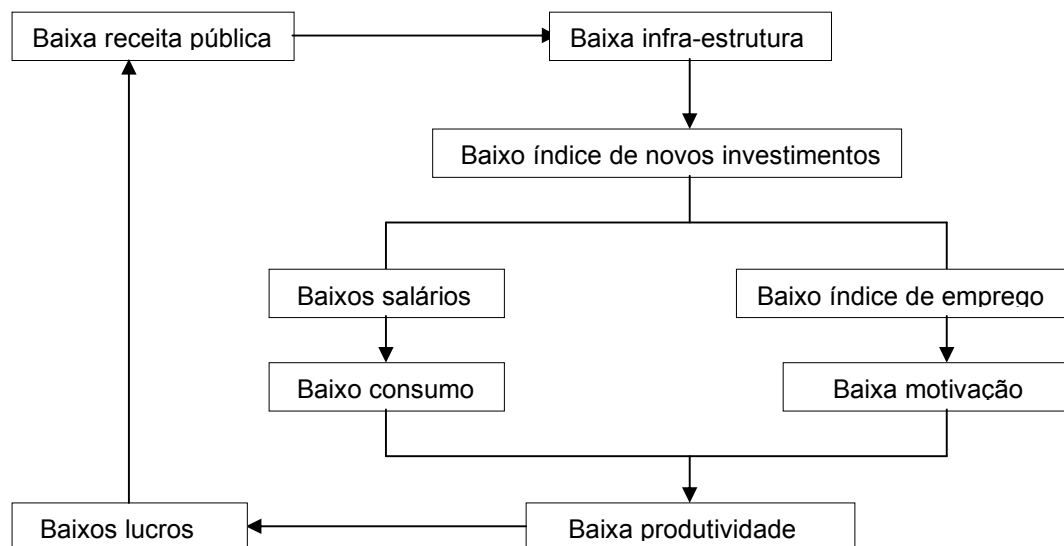 Baixa receita pública
Baixa infra-estrutura
Baixo índice de novos investimentos
Baixos salários
Baixo índice de emprego
Baixo consumo
Baixa motivação
Baixos lucros
Baixa produtividade